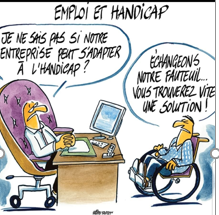 EMPLOI ET HANDICAP
JE NE SAIS PAS SI NOTRE
ENTREPRISE PEUT S'ADAPTER
À L'HANDICAP ?
ÉCHANGEONS
NOTRE FAUTEUIL...
VOUS TROUVEREZ VITE
UNE SOLUTION !